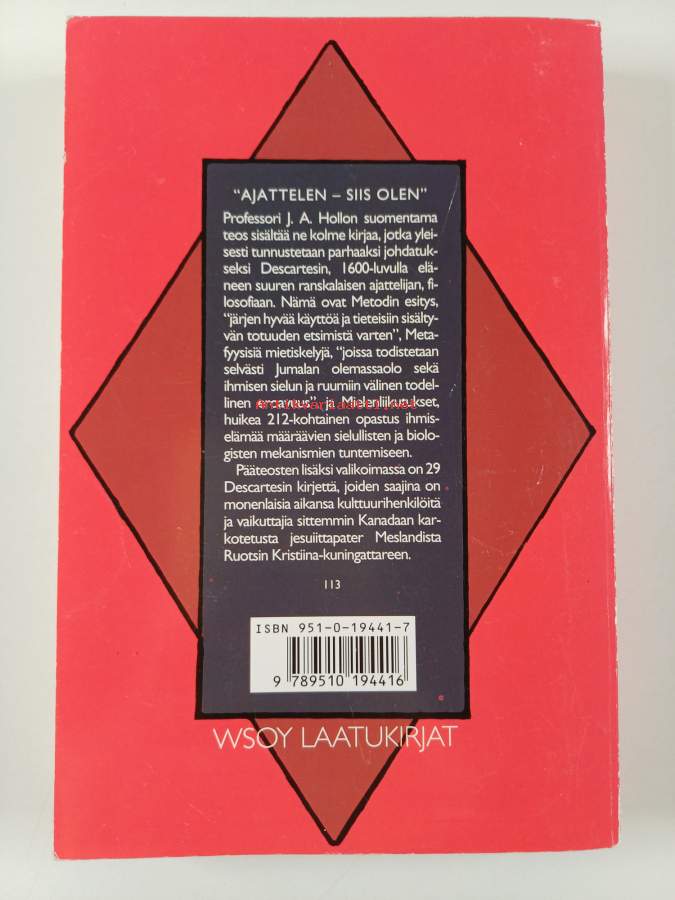 "AJATTELEN – SIIS OLEN"
Professori J. A. Hollon suomentama
teos sisältää ne kolme kirjaa, jotka ylei-
sesti tunnustetaan parhaaksi johdatuk-
seksi Descartesin, 1600-luvulla elä-
neen suuren ranskalaisen ajattelijan, fi-
losofiaan. Nämä ovat Metodin esitys,
"järjen hyvää käyttöä ja tieteisiin sisälty-
vän totuuden etsimistä varten", Meta-
fyysisiä mietiskelyjä, "joissa todistetaan
selvästi Jumalan olemassaolo sekä
ihmisen sielun ja ruumiin välinen todel-
linen ja Mielenliikutukset,
huikea 212-kohtainen opastus ihmis-
elämää määräävien sielullisten ja biolo-
gisten mekanismien tuntemiseen.
Pääteosten lisäksi valikoimassa on 29
Descartesin kirjettä, joiden saajina on
monenlaisia aikansa kulttuurihenkilöitä
ja vaikuttajia sittemmin Kanadaan kar-
kotetusta jesuiittapater Meslandista
Ruotsin Kristiina-kuningattareen.
113
ISBN 951-0-19441-7
9 789510 194416
WSOY LAATUKIRJAT